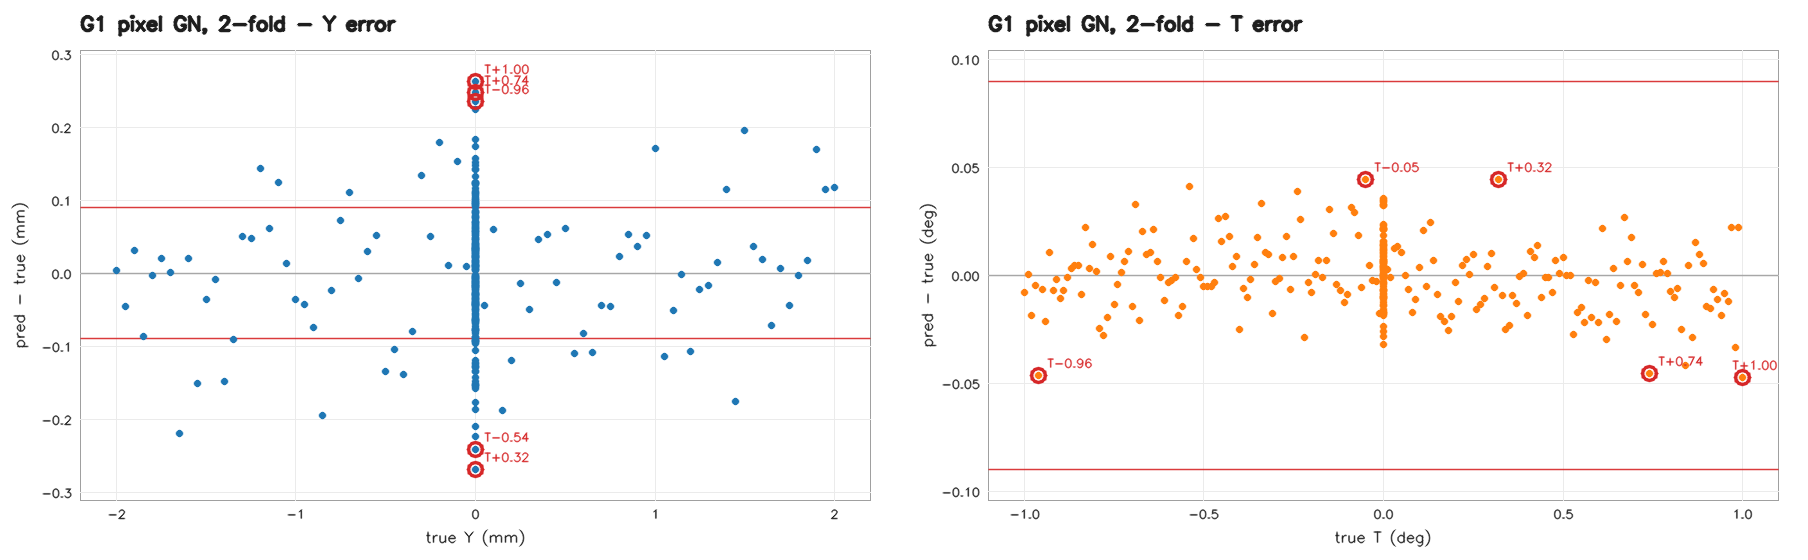 G1 pixel GN, 2-fold − Y error
pred − true (mm)
0.3
0.2
0.1
0.0
−0.1
−0.2
−0.3
T+1.00
T+0.74
T−0.96
T−0.54
T+0.32
−2
−1
0
1
2
true Y (mm)
G1 pixel GN, 2-fold − T error
pred − true (deg)
0.10
0.05
0.00
−0.05
−0.10
T−0.05
T+0.32
T−0.96
T+0.74
T+1.00
−1.0
−0.5
0.0
0.5
1.0
true T (deg)